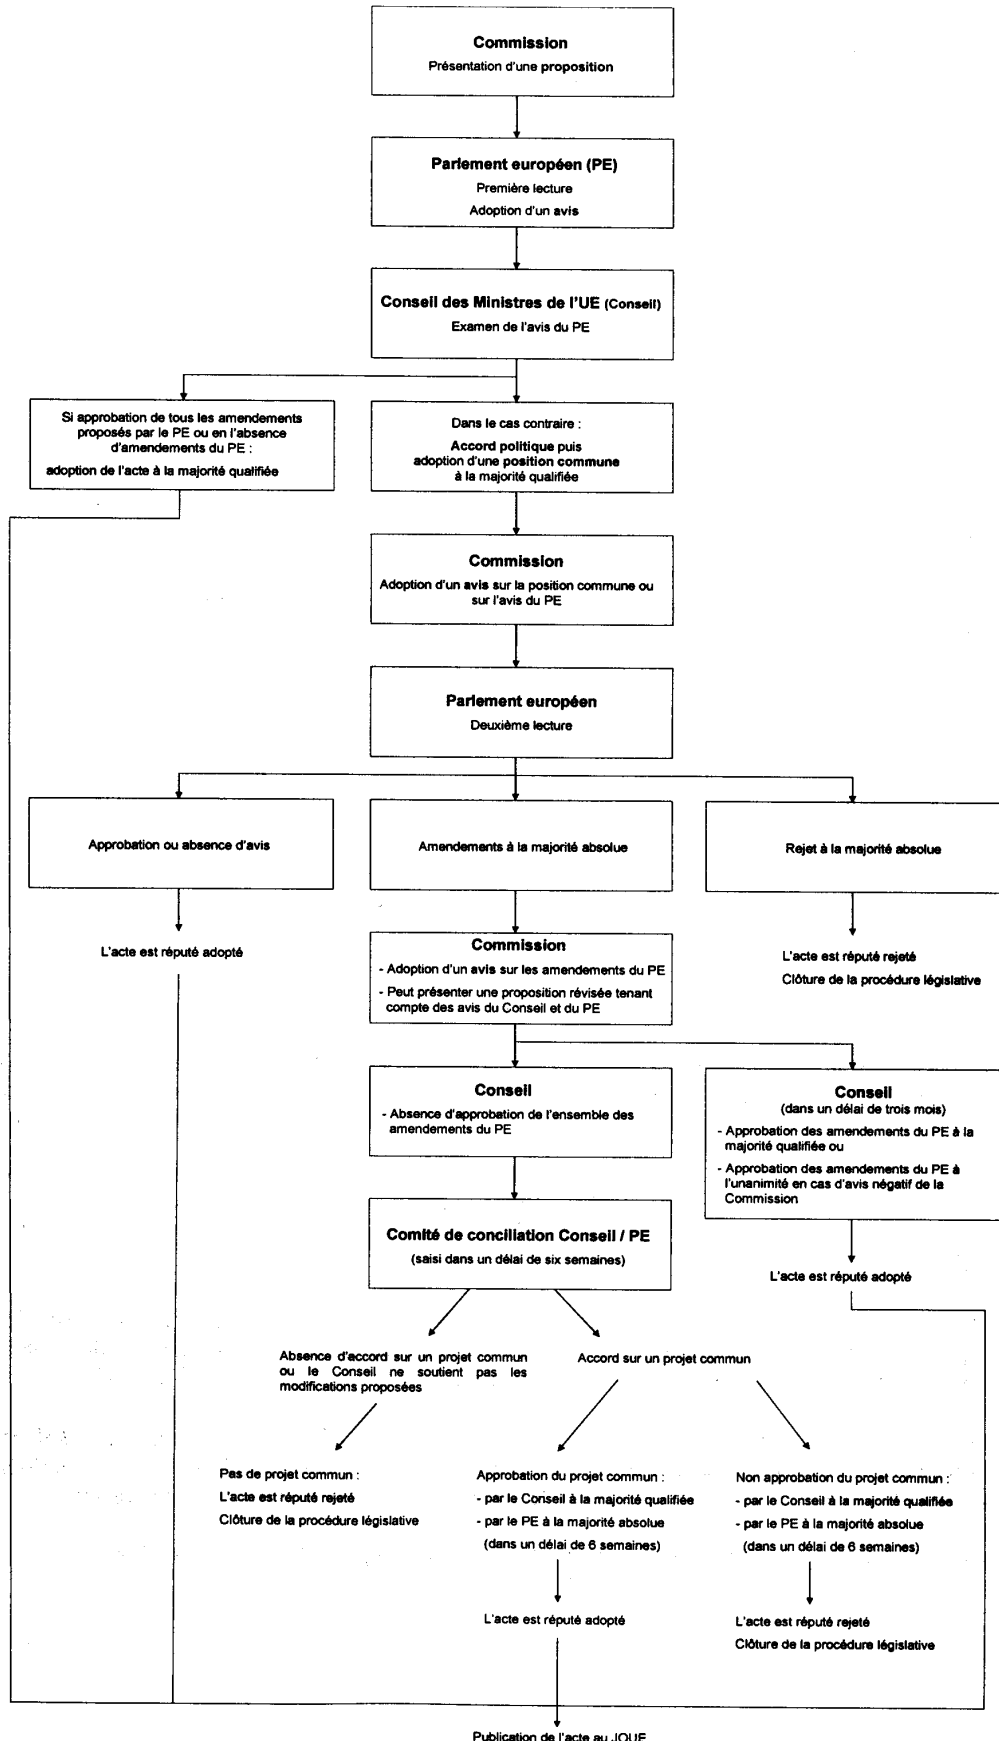 Commission
Présentation d'une proposition
Parlement européen (PE)
Première lecture
Adoption d'un avis
Conseil des Ministres de l'UE (Conseil)
Examen de l'avis du PE
Si approbation de tous les amendements
proposés par le PE ou en l'absence
d'amendements du PE :
adoption de l'acte à la majorité qualifiée
Dans le cas contraire :
Accord politique puis
adoption d'une position commune
à la majorité qualifiée
Commission
Adoption d'un avis sur la position commune ou
sur l'avis du PE
Parlement européen
Deuxième lecture
Approbation ou absence d'avis
Amendements à la majorité absolue
Rejet à la majorité absolue
L'acte est réputé adopté
Commission
- Adoption d'un avis sur les amendements du PE
- Peut présenter une proposition révisée tenant
compte des avis du Conseil et du PE
L'acte est réputé rejeté
Clôture de la procédure législative
Conseil
- Absence d'approbation de l'ensemble des
amendements du PE
Conseil
(dans un délai de trois mois)
- Approbation des amendements du PE à la
majorité qualifiée ou
- Approbation des amendements du PE à
l'unanimité en cas d'avis négatif de la
Commission
Comité de conciliation Conseil / PE
(saisi dans un délai de six semaines)
L'acte est réputé adopté
Absence d'accord sur un projet commun
ou le Conseil ne soutient pas les
modifications proposées
Accord sur un projet commun
Pas de projet commun :
L'acte est réputé rejeté
Clôture de la procédure législative
Approbation du projet commun :
- par le Conseil à la majorité qualifiée
- par le PE à la majorité absolue
(dans un délai de 6 semaines)
Non approbation du projet commun :
- par le Conseil à la majorité qualifiée
- par le PE à la majorité absolue
(dans un délai de 6 semaines)
L'acte est réputé adopté
L'acte est réputé rejeté
Clôture de la procédure législative
Publication de l'acte au JOUE